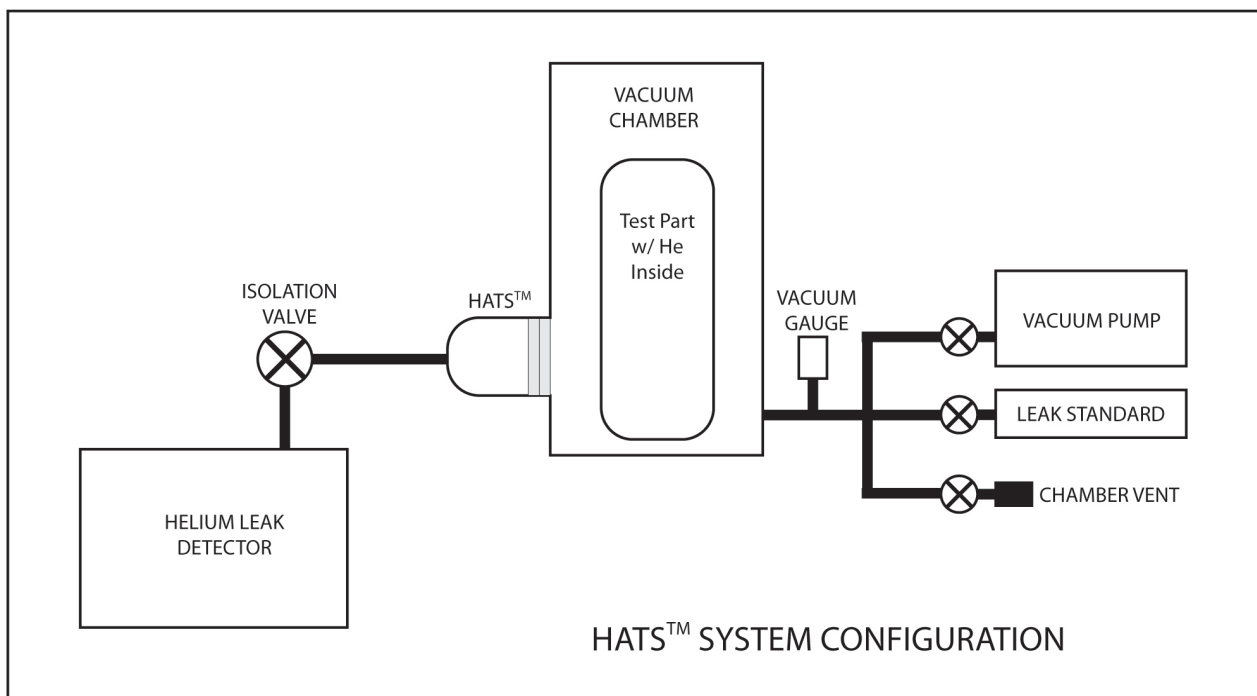 VACUUM
CHAMBER
Test Part
w/ He
Inside
ISOLATION
VALVE
HATS™
VACUUM
GAUGE
VACUUM PUMP
LEAK STANDARD
CHAMBER VENT
HELIUM LEAK
DETECTOR
HATS™ SYSTEM CONFIGURATION